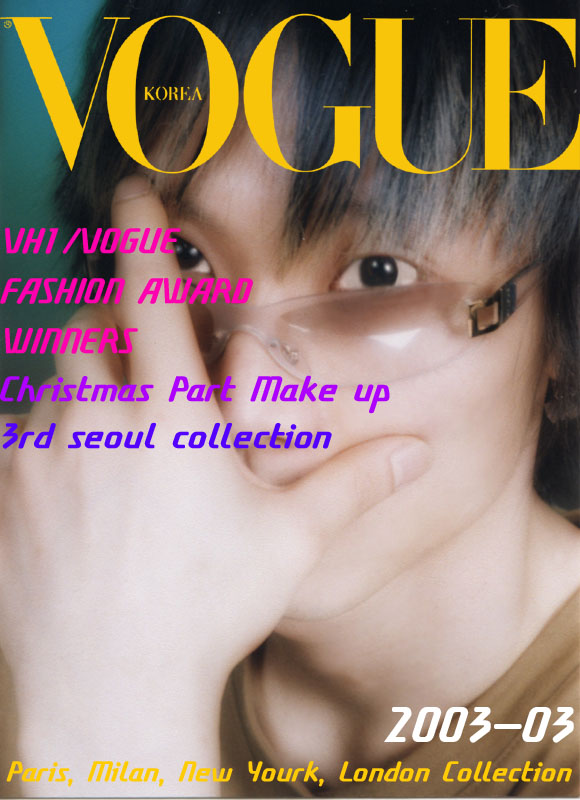 VOGUE
KOREA
VH1/VOGUE
FASHION AWARD
WINNERS
Christmas Part Make up
3rd seoul collection
2003-03
Paris, Milan, New Yourk, London Collection